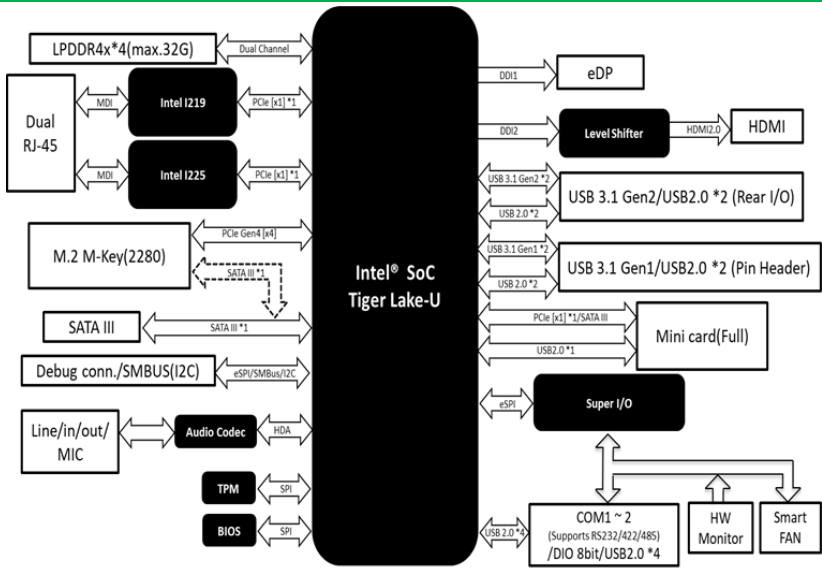 LPDDR4x*4(max.32G)
Dual Channel
Dual
RJ-45
MDI
Intel I219
PCIe [x1] *1
MDI
Intel I225
PCIe [x1] *1
M.2 M-Key(2280)
PCIe Gen4 [x4]
SATA III *1
SATA III
SATA III *1
Debug conn./SMBUS(I2C)
eSPI/SMBus/I2C
Line/in/out/
MIC
Audio Codec
HDA
TPM
SPI
BIOS
SPI
Intel® SoC
Tiger Lake-U
DDI1
eDP
DDI2
Level Shifter
HDMI2.0
HDMI
USB 3.1 Gen2 *2
USB 2.0 *2
USB 3.1 Gen2/USB2.0 *2 (Rear I/O)
USB 3.1 Gen1 *2
USB 2.0 *2
USB 3.1 Gen1/USB2.0 *2 (Pin Header)
PCIe [x1] *1/SATA III
USB2.0 *1
Mini card(Full)
eSPI
Super I/O
USB 2.0 *4
COM1 ~ 2
(Supports RS232/422/485)
/DIO 8bit/USB2.0 *4
HW
Monitor
Smart
FAN